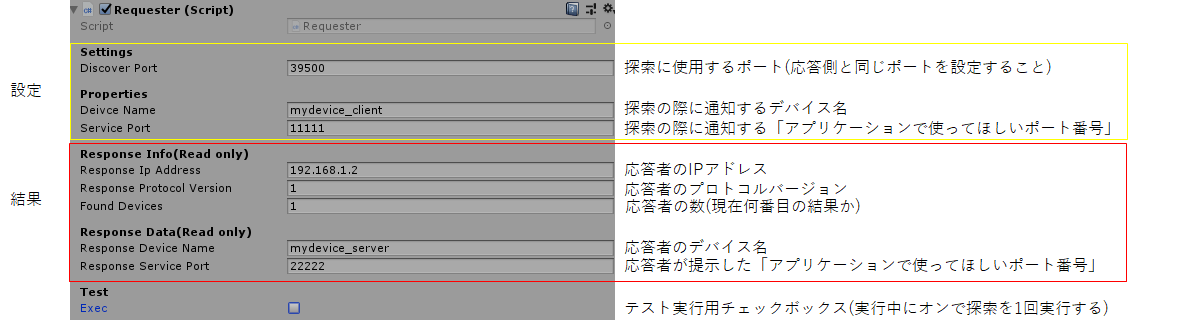 Requester (Script)
Script Requester
Settings
Discover Port 39500 探索に使用するポート(応答側と同じポートを設定すること)
設定
Properties
Deivce Name mydevice_client 探索の際に通知するデバイス名
Service Port 11111 探索の際に通知する「アプリケーションで使ってほしいポート番号」
Response Info(Read only)
Response Ip Address 192.168.1.2 応答者のIPアドレス
Response Protocol Version 1 応答者のプロトコルバージョン
結果
Found Devices 1 応答者の数(現在何番目の結果か)
Response Data(Read only)
Response Device Name mydevice_server 応答者のデバイス名
Response Service Port 22222 応答者が提示した「アプリケーションで使ってほしいポート番号」
Test
Exec テスト実行用チェックボックス(実行中にオンで探索を1回実行する)